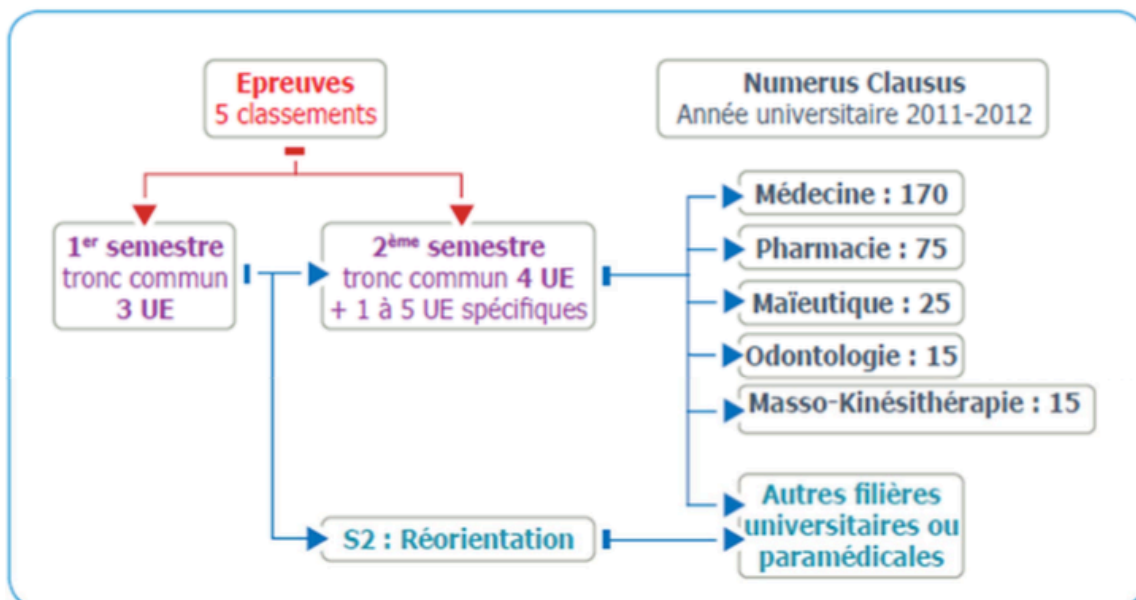 Epreuves
5 classements
Numerus Clausus
Année universitaire 2011-2012
1er semestre
tronc commun
3 UE
2ème semestre
tronc commun 4 UE
+ 1 à 5 UE spécifiques
Médecine : 170
Pharmacie : 75
Maïeutique : 25
Odontologie : 15
Masso-Kinésithérapie : 15
S2 : Réorientation
Autres filières
universitaires ou
paramédicales